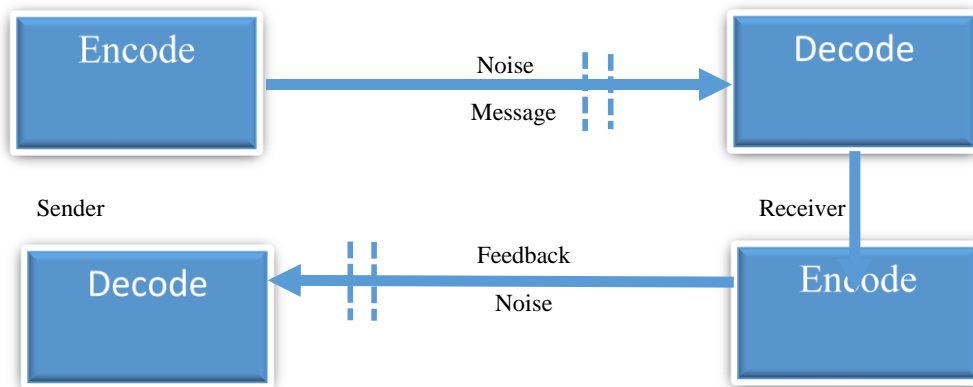 Encode
Decode
Noise
Message
Sender
Receiver
Feedback
Decode
Encode
Noise